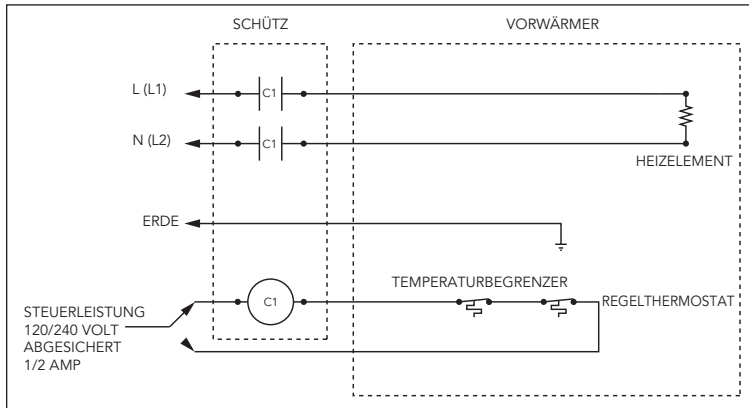 SCHÜTZ
VORWÄRMER
L (L1)
C1
N (L2)
C1
HEIZELEMENT
ERDE
TEMPERATURBEGRENZER
C1
REGELTHERMOSTAT
STEUERLEISTUNG
120/240 VOLT
ABGESICHERT
1/2 AMP